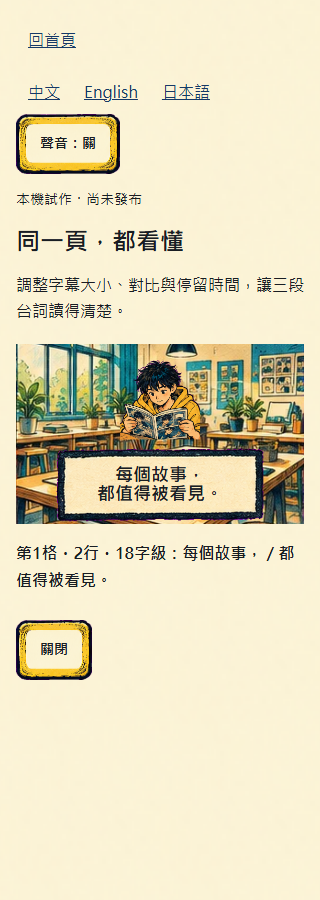 回首頁
中文 English 日本語
聲音：關
本機試作・尚未發布
同一頁，都看懂
調整字幕大小、對比與停留時間，讓三段
台詞讀得清楚。
每個故事，
都值得被看見。
第1格・2行・18字級：每個故事， / 都
值得被看見。
關閉